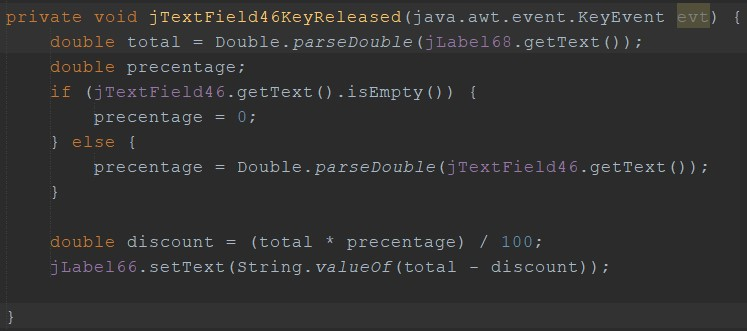 private void jTextField46KeyReleased(java.awt.event.KeyEvent evt) {
    double total = Double.parseDouble(jLabel68.getText());
    double precentage;
    if (jTextField46.getText().isEmpty()) {
        precentage = 0;
    } else {
        precentage = Double.parseDouble(jTextField46.getText());
    }

    double discount = (total * precentage) / 100;
    jLabel66.setText(String.valueOf(total - discount));

}